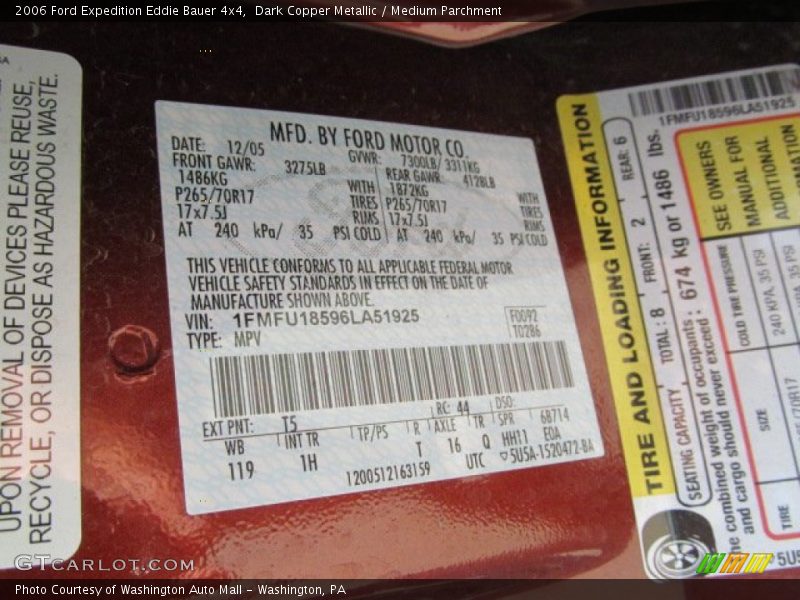 2006 Ford Expedition Eddie Bauer 4x4, Dark Copper Metallic / Medium Parchment
UPON REMOVAL OF DEVICES PLEASE REUSE,
RECYCLE, OR DISPOSE AS HAZARDOUS WASTE.
MFD. BY FORD MOTOR CO.
DATE: 12/05 GVWR: 7300LB/ 3311KG
FRONT GAWR: 3275LB REAR GAWR: 4128LB
1486KG WITH 1872KG WITH
P265/70R17 TIRES P265/70R17 TIRES
17x7.5J RIMS 17x7.5J RIMS
AT 240 kPa/ 35 PSI COLD AT 240 kPa/ 35 PSI COLD
THIS VEHICLE CONFORMS TO ALL APPLICABLE FEDERAL MOTOR
VEHICLE SAFETY STANDARDS IN EFFECT ON THE DATE OF
MANUFACTURE SHOWN ABOVE.
VIN: 1FMFU18596LA51925 F0092
TYPE: MPV T0286
EXT PNT: T5 RC: 44 DSO:
WB INT TR TP/PS R AXLE TR SPR 6B714
119 1H T 16 Q HH11 EOA
1200512163159 UTC 5U5A-1520472-BA
1FMFU18596LA51925
TIRE AND LOADING INFORMATION
SEATING CAPACITY TOTAL: 8 FRONT: 2 REAR: 6
The combined weight of occupants: 674 kg or 1486 lbs.
and cargo should never exceed
SEE OWNERS
MANUAL FOR
ADDITIONAL
TIRE SIZE COLD TIRE PRESSURE
240 KPA, 35 PSI
GTCARLOT.COM
Photo Courtesy of Washington Auto Mall - Washington, PA